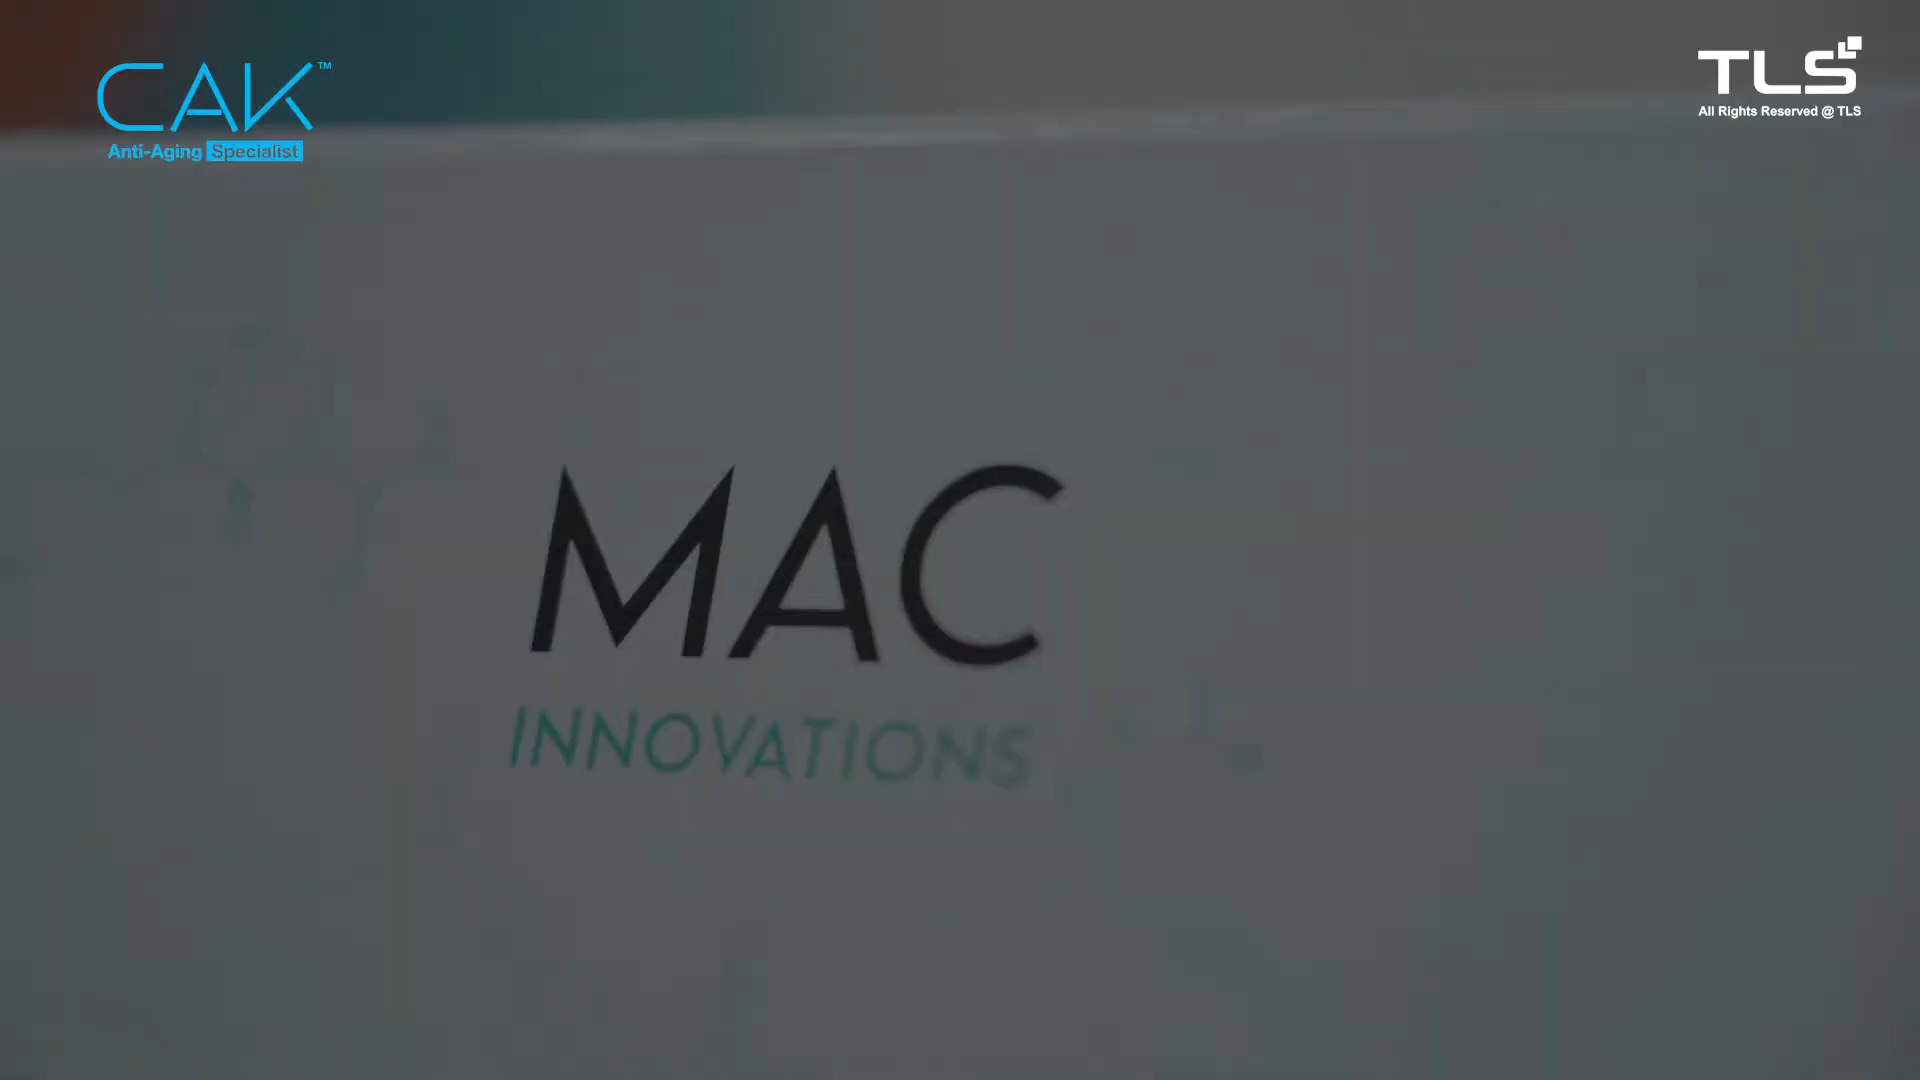 CAK™
Anti-Aging Specialist
TLS
All Rights Reserved @ TLS
MAC
INNOVATIONS